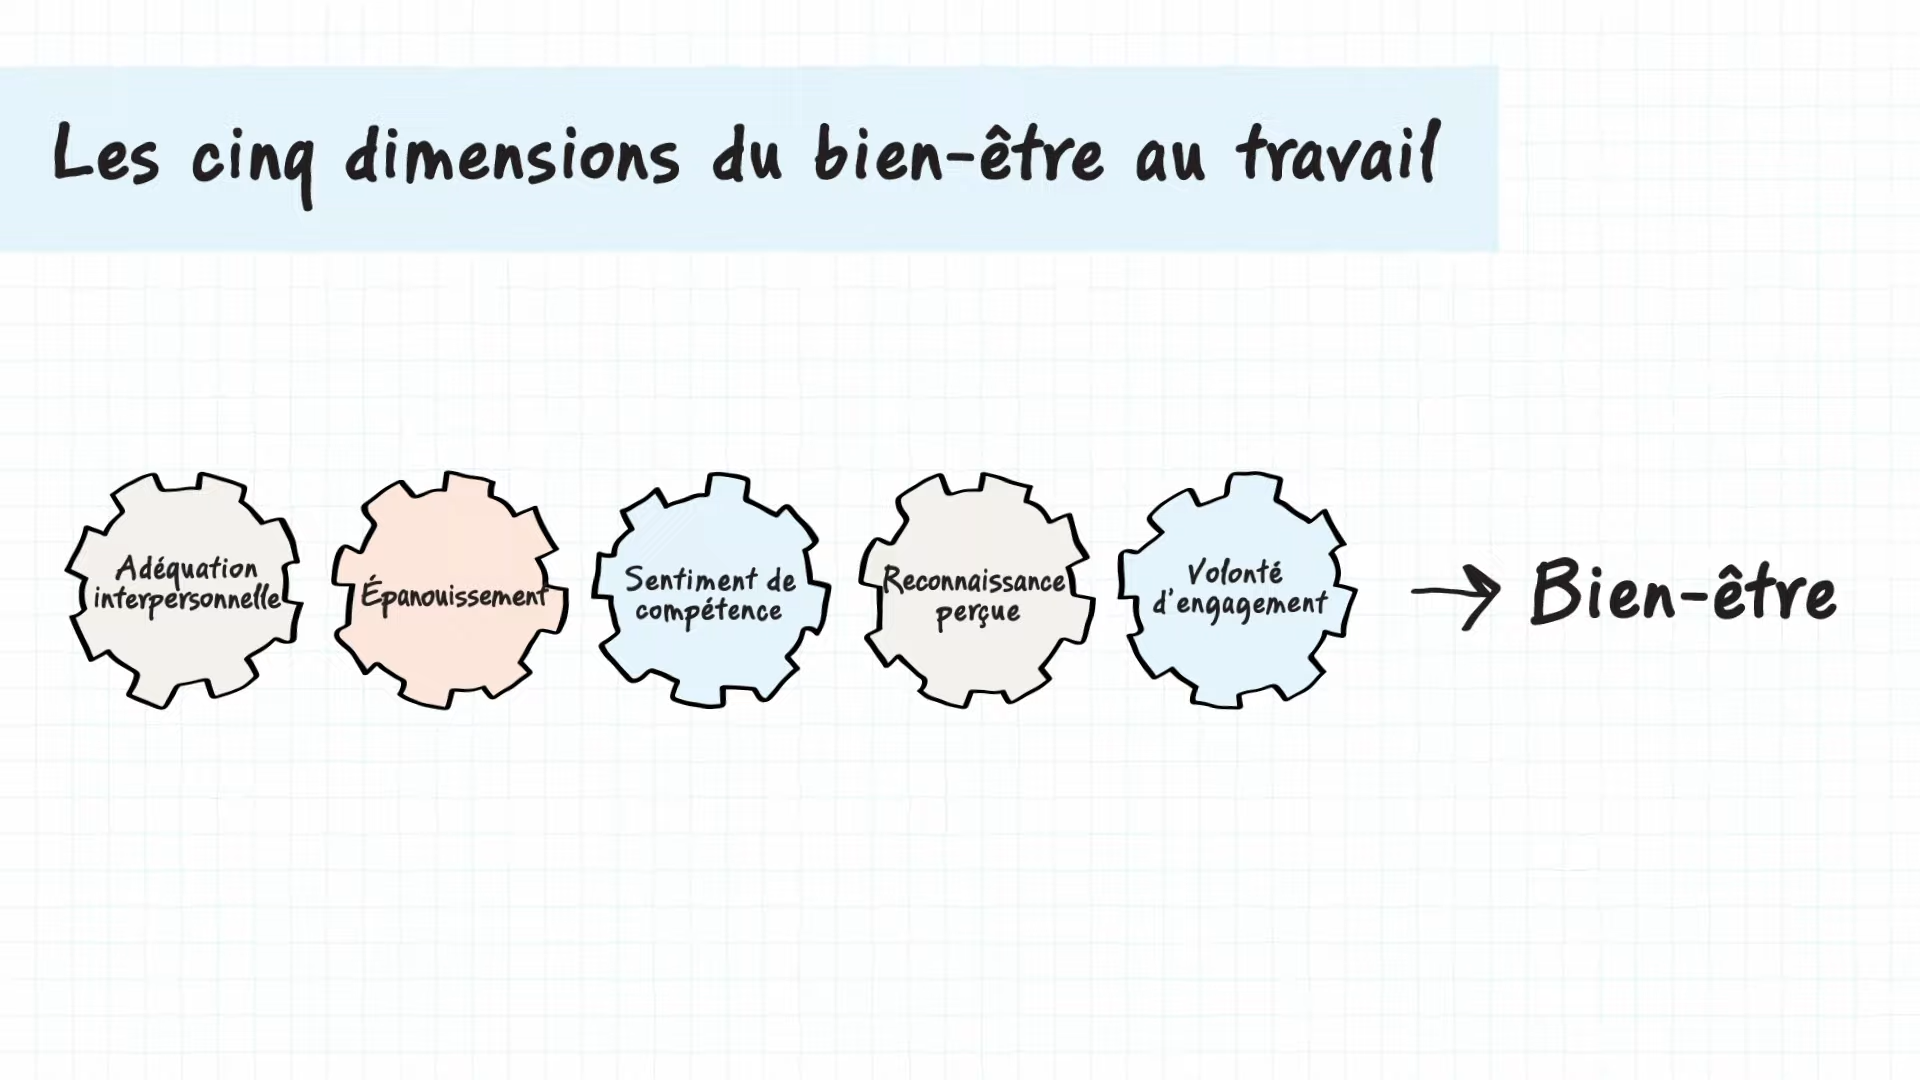 Les cinq dimensions du bien-être au travail
Adéquation
interpersonnelle
Épanouissement
Sentiment de
compétence
Reconnaissance
perçue
Volonté
d'engagement
Bien-être